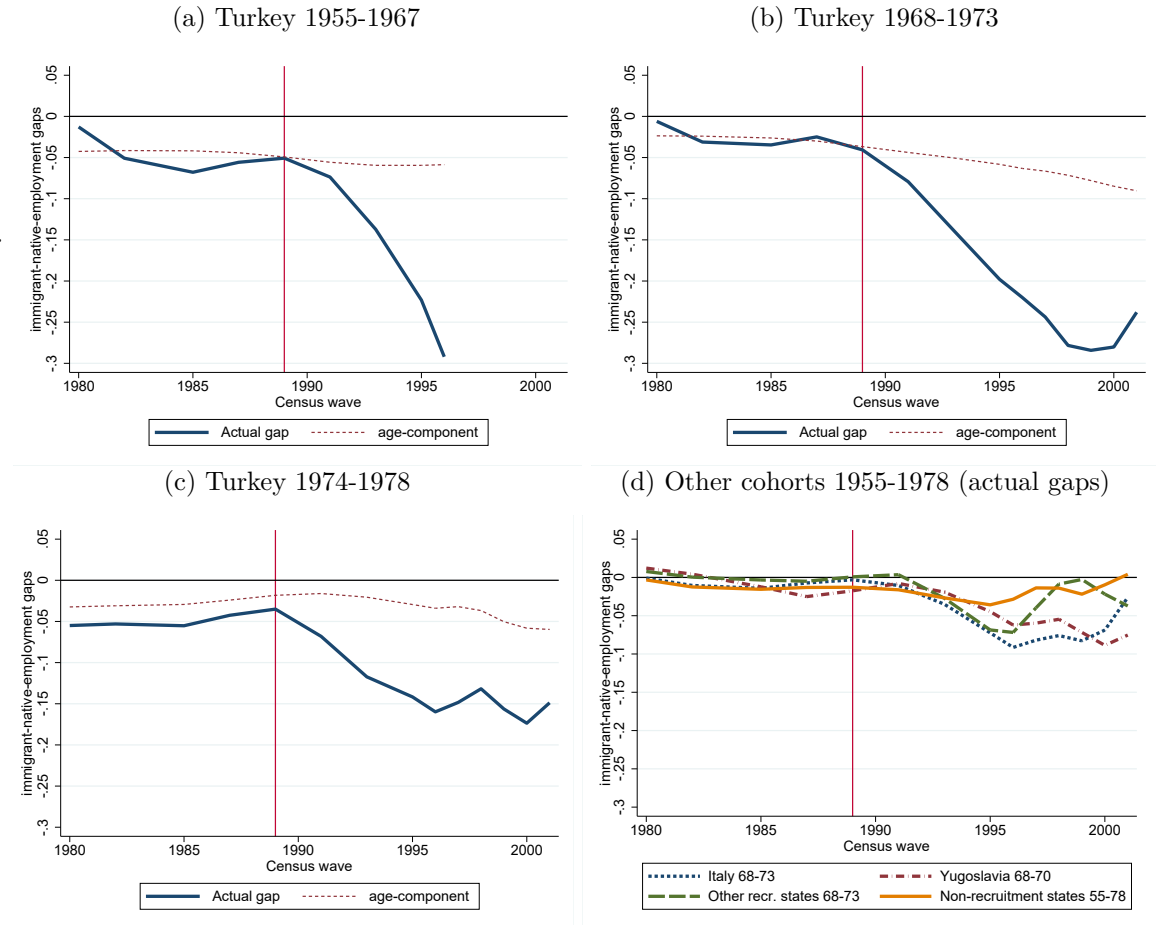 (a) Turkey 1955-1967
immigrant-native-employment gaps
.05
0
-.05
-.1
-.15
-.2
-.25
-.3
1980 1985 1990 1995 2000
Census wave
Actual gap age-component
(b) Turkey 1968-1973
immigrant-native-employment gaps
.05
0
-.05
-.1
-.15
-.2
-.25
-.3
1980 1985 1990 1995 2000
Census wave
Actual gap age-component
(c) Turkey 1974-1978
immigrant-native-employment gaps
.05
0
-.05
-.1
-.15
-.2
-.25
-.3
1980 1985 1990 1995 2000
Census wave
Actual gap age-component
(d) Other cohorts 1955-1978 (actual gaps)
immigrant-native-employment gaps
.05
0
-.05
-.1
-.15
-.2
-.25
-.3
1980 1985 1990 1995 2000
Census wave
Italy 68-73 Yugoslavia 68-70
Other recr. states 68-73 Non-recruitment states 55-78